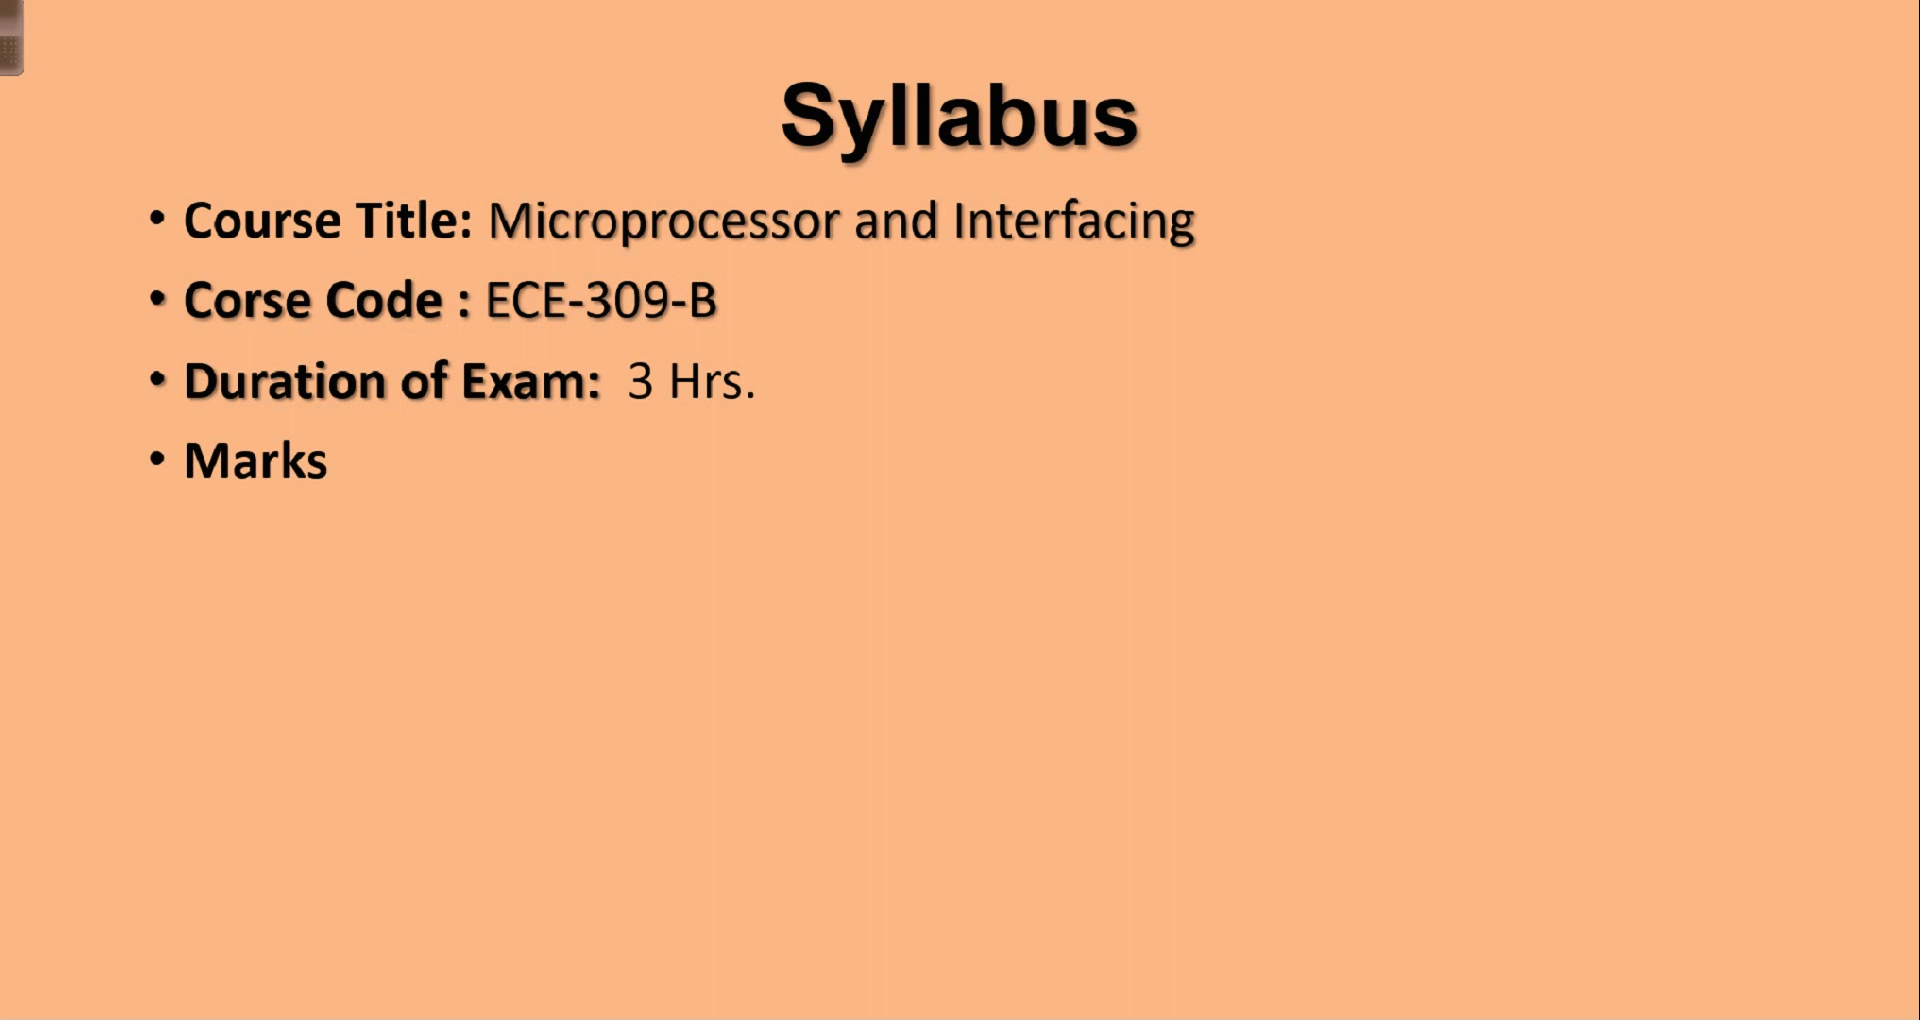 Syllabus
• Course Title: Microprocessor and Interfacing
• Corse Code : ECE-309-B
• Duration of Exam:  3 Hrs.
• Marks